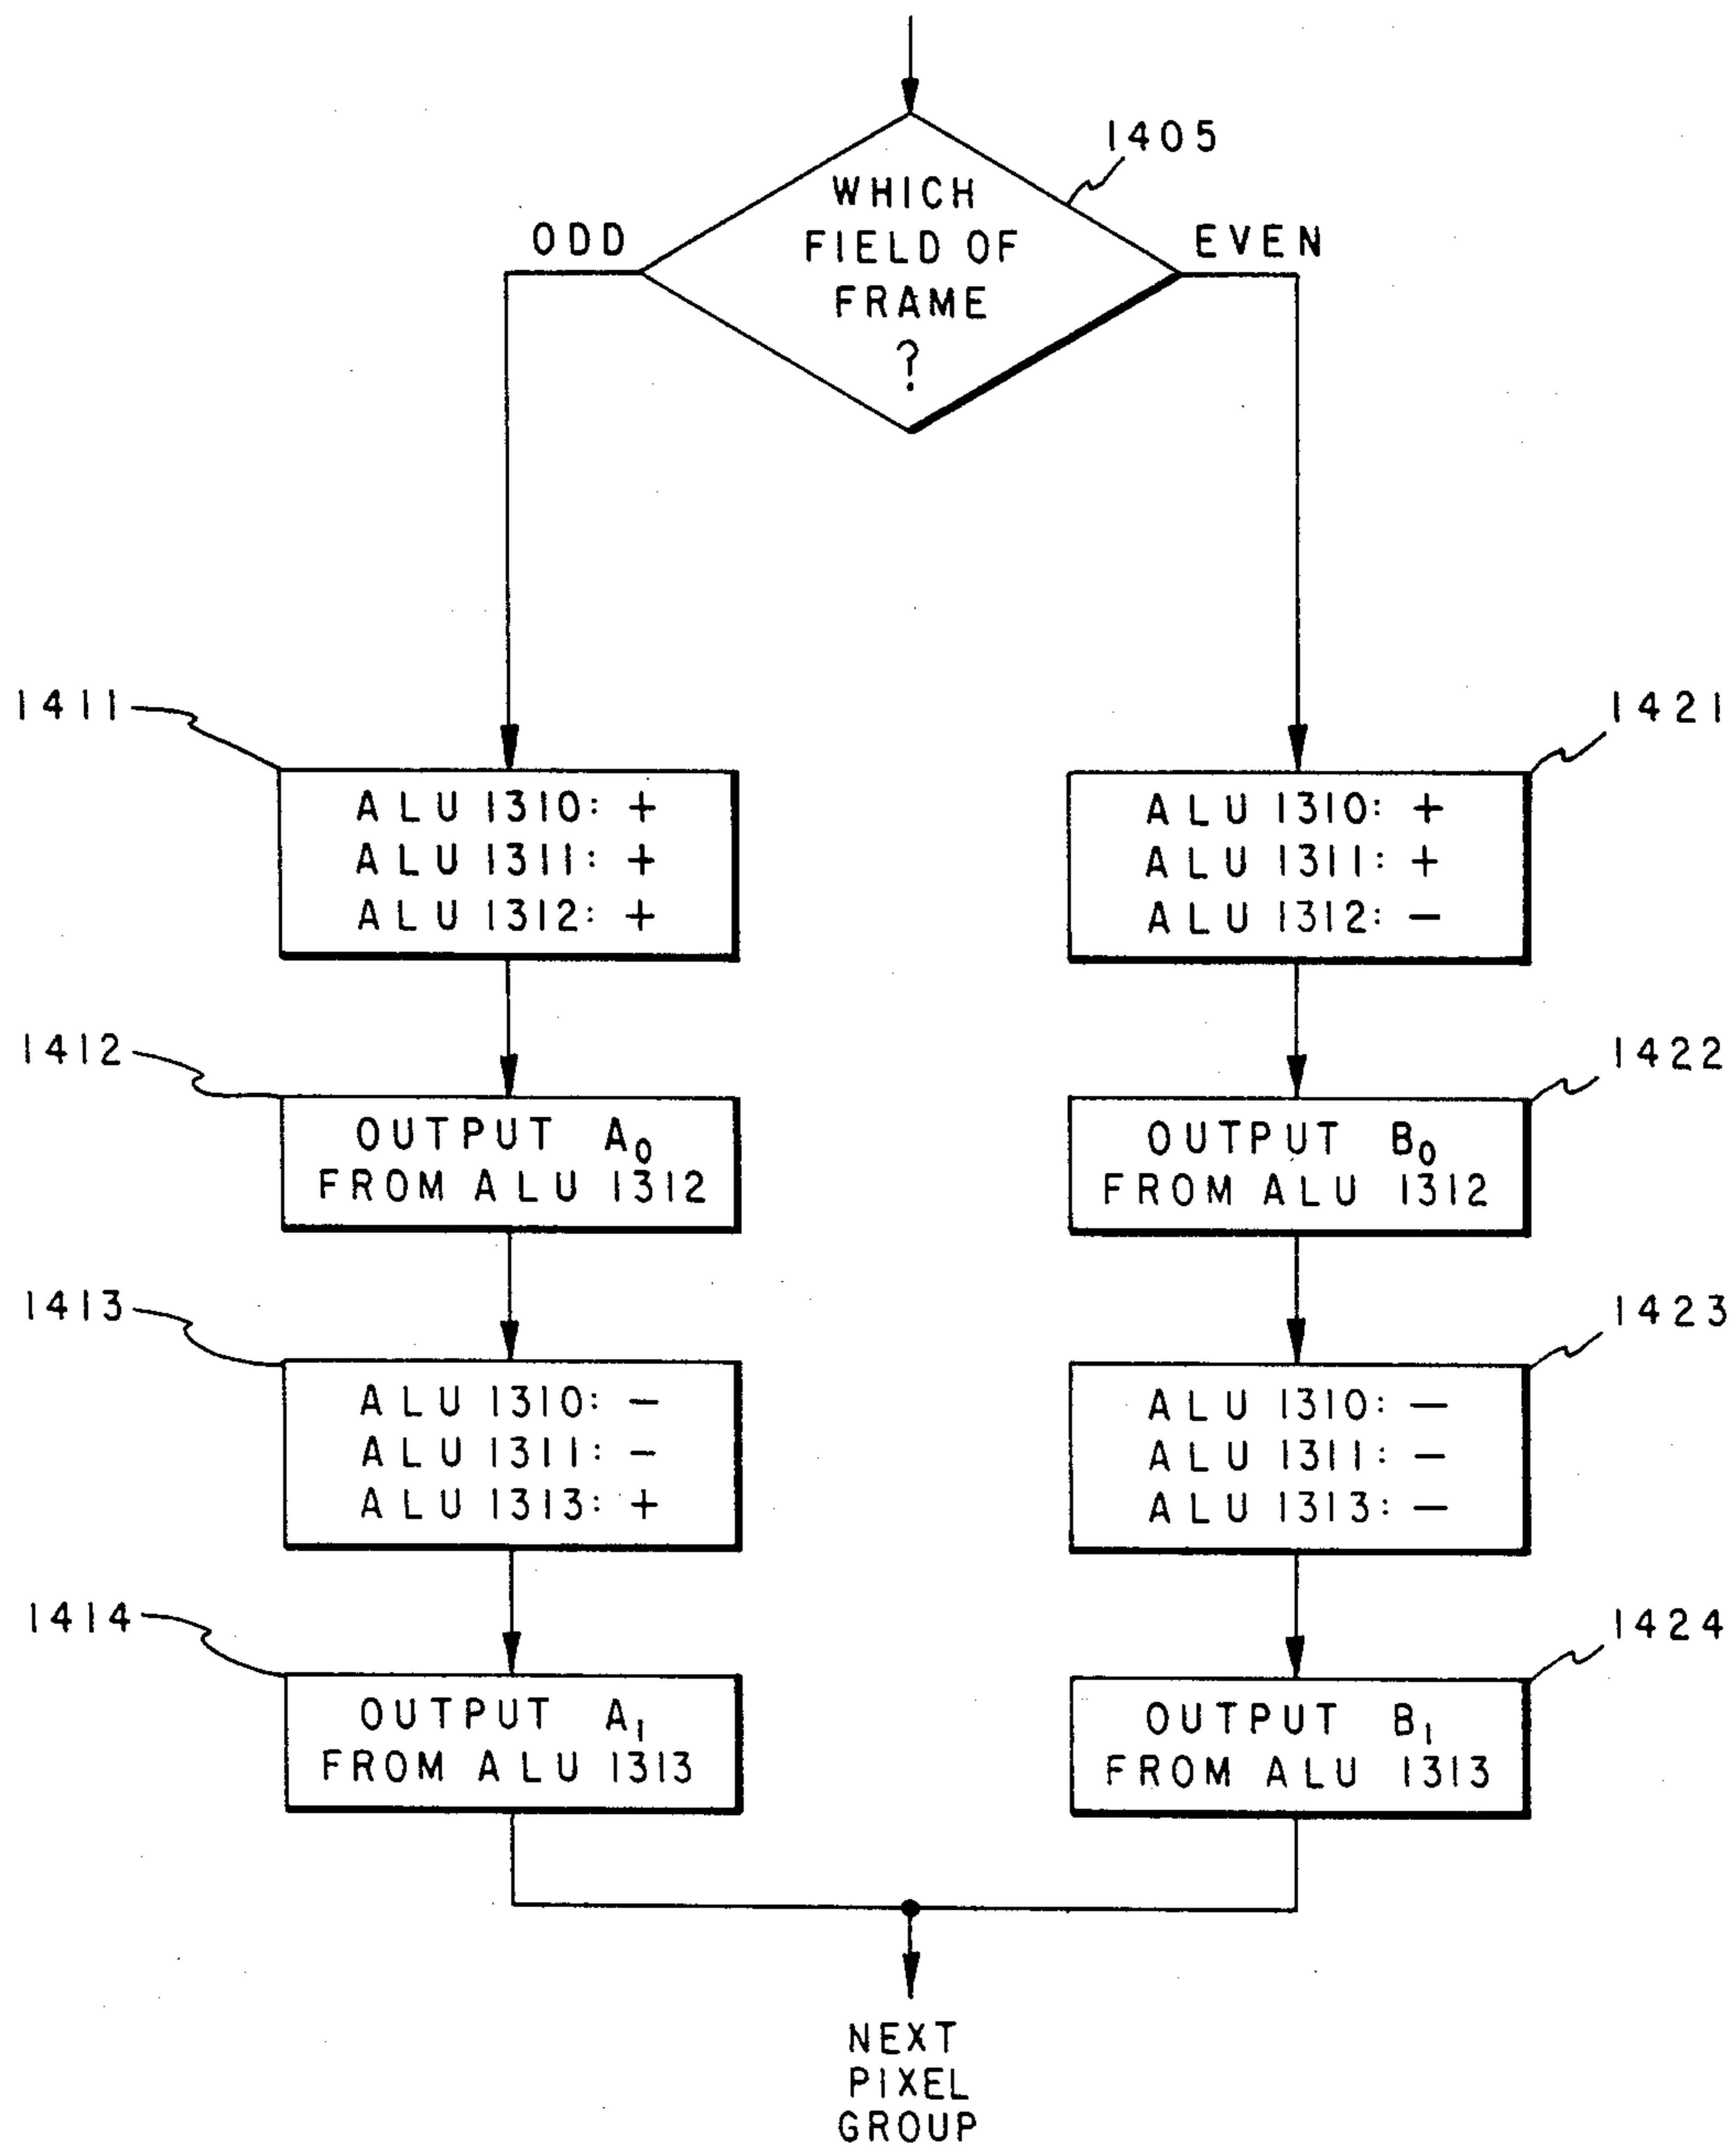 1405
WHICH
FIELD OF
FRAME
?
ODD
EVEN
1411
ALU 1310: +
ALU 1311: +
ALU 1312: +
1412
OUTPUT A₀
FROM ALU 1312
1413
ALU 1310: −
ALU 1311: −
ALU 1313: +
1414
OUTPUT A₁
FROM ALU 1313
1421
ALU 1310: +
ALU 1311: +
ALU 1312: −
1422
OUTPUT B₀
FROM ALU 1312
1423
ALU 1310: −
ALU 1311: −
ALU 1313: −
1424
OUTPUT B₁
FROM ALU 1313
NEXT
PIXEL
GROUP